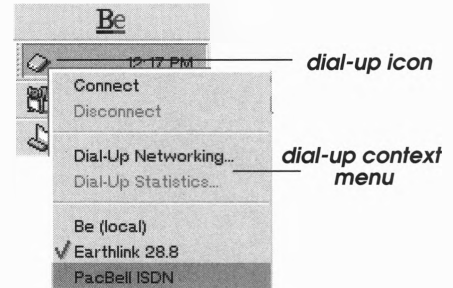 Be
12:17 PM
dial-up icon
Connect
Disconnect
Dial-Up Networking...
dial-up context
menu
Dial-Up Statistics...
Be (local)
Earthlink 28.8
PacBell ISDN